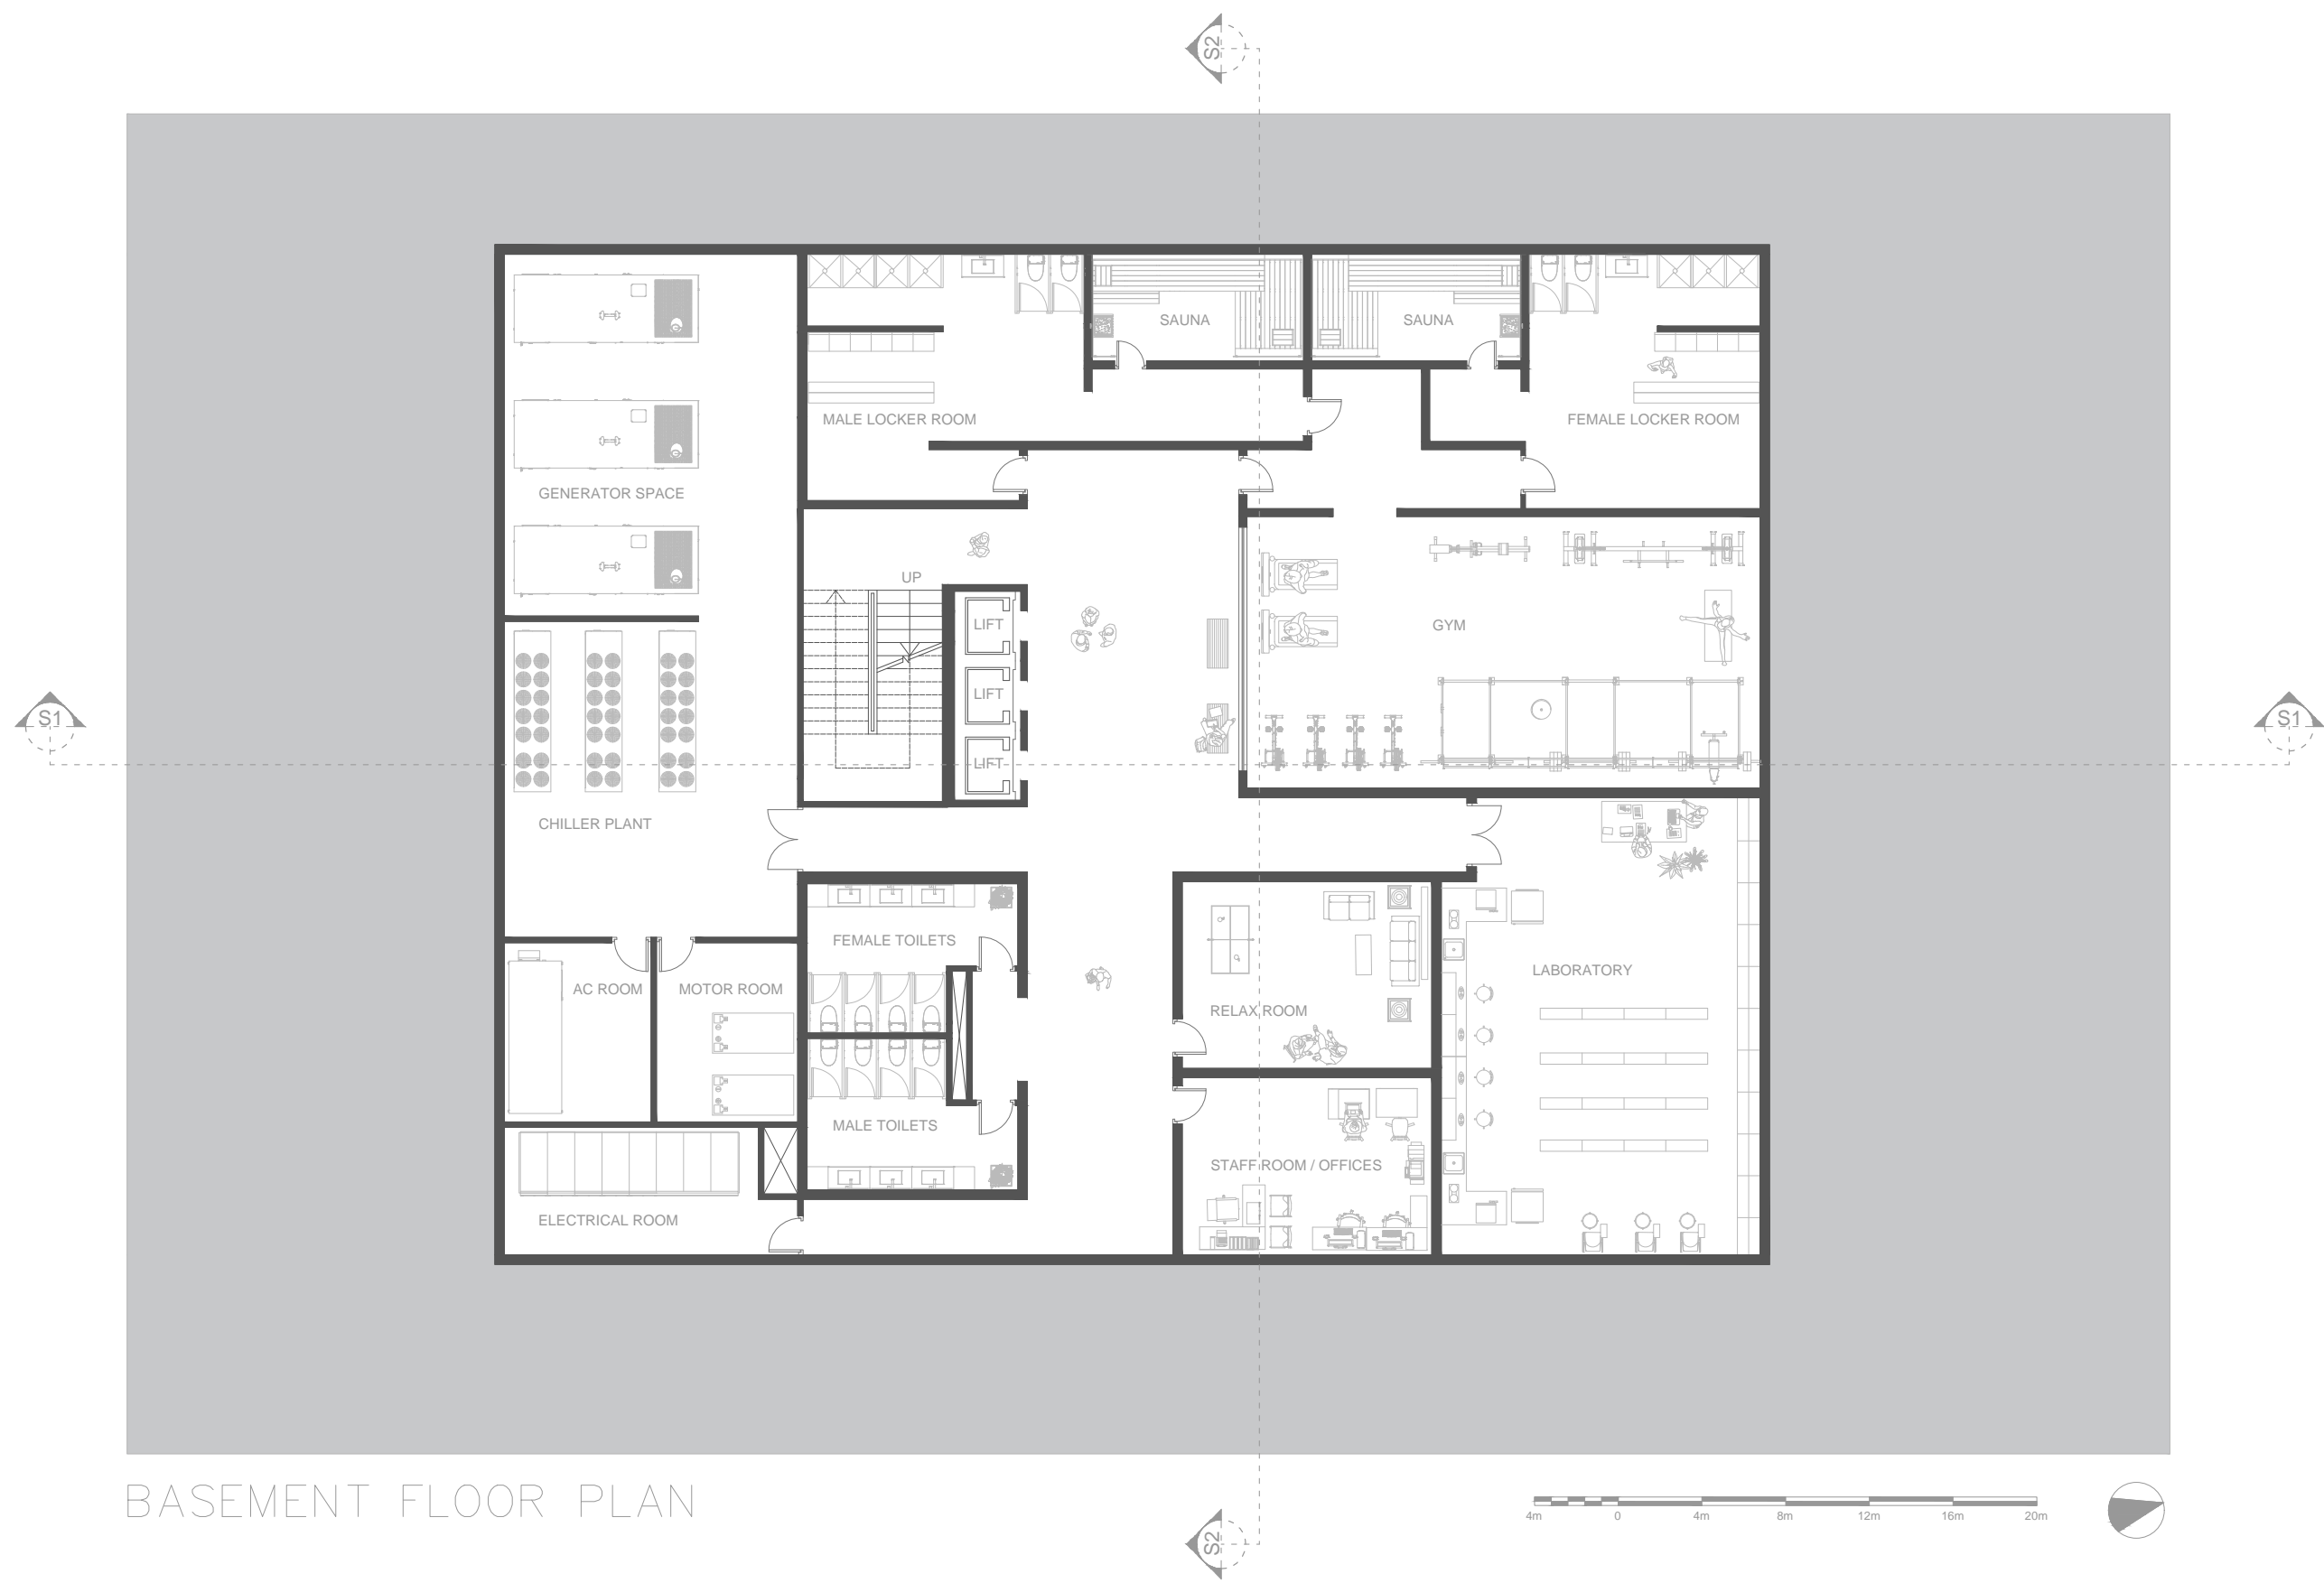 S2
SAUNA
SAUNA
MALE LOCKER ROOM
FEMALE LOCKER ROOM
GENERATOR SPACE
UP
LIFT
GYM
LIFT
S1
S1
LIFT
CHILLER PLANT
FEMALE TOILETS
LABORATORY
AC ROOM
MOTOR ROOM
RELAX ROOM
MALE TOILETS
STAFF ROOM / OFFICES
ELECTRICAL ROOM
BASEMENT FLOOR PLAN
4m 0 4m 8m 12m 16m 20m
S2